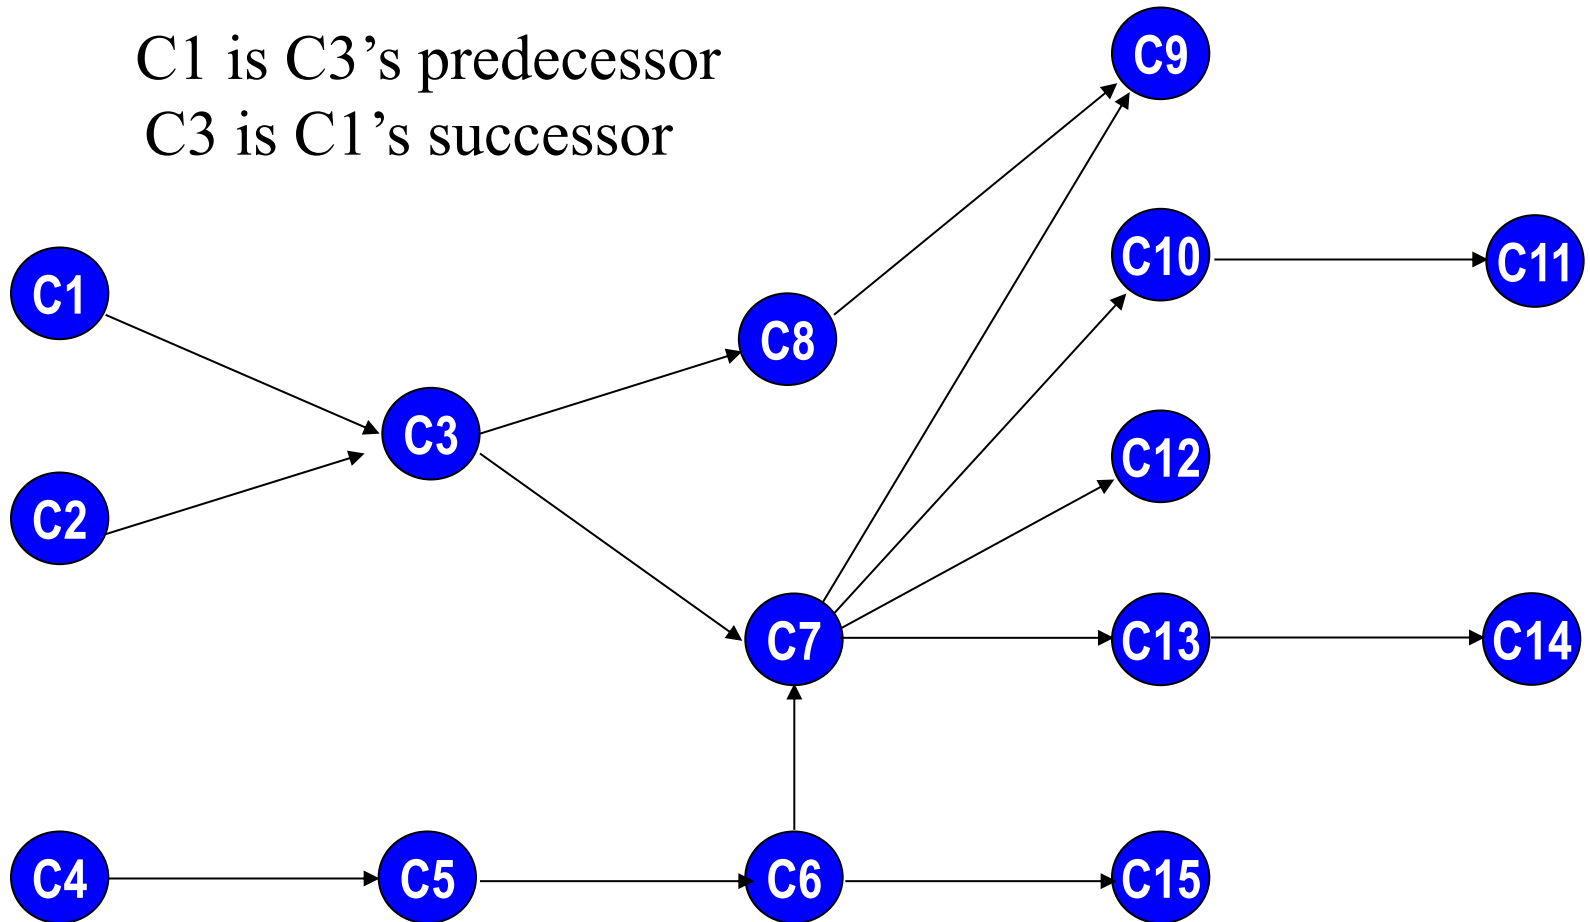 C1 is C3’s predecessor
C3 is C1’s successor
C9
C10
C11
C1
C8
C3
C12
C2
C7
C13
C14
C4
C5
C6
C15